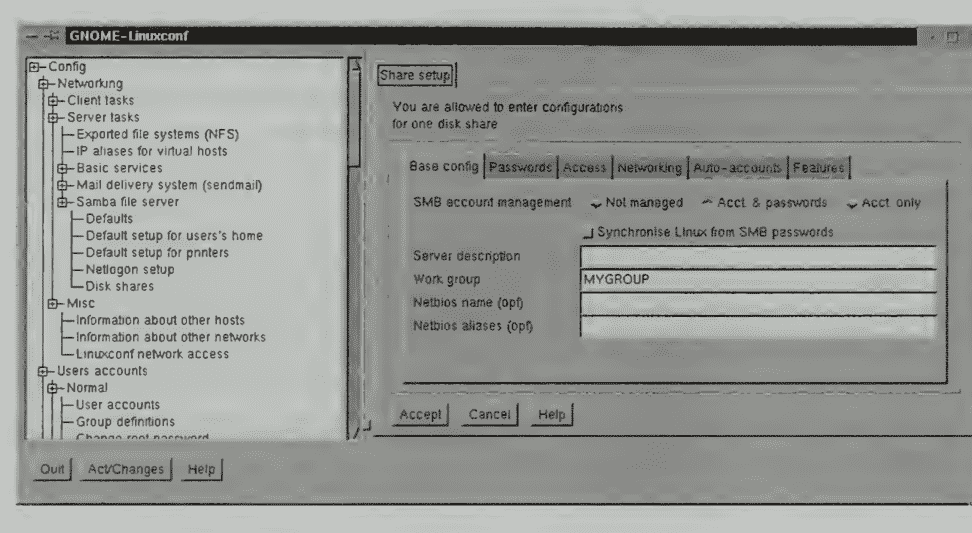 GNOME-Linuxconf
Config
Networking
Client tasks
Server tasks
Exported file systems (NFS)
IP aliases for virtual hosts
Basic services
Mail delivery system (sendmail)
Samba file server
Defaults
Default setup for users's home
Default setup for printers
Netlogon setup
Disk shares
Misc
Information about other hosts
Information about other networks
Linuxconf network access
Users accounts
Normal
User accounts
Group definitions
Change root password
Quit Act/Changes Help
Share setup
You are allowed to enter configurations
for one disk share
Base config Passwords Access Networking Auto-accounts Features
SMB account management Not managed Acct. & passwords Acct. only
Synchronise Linux from SMB passwords
Server description
Work group MYGROUP
Netbios name (opt)
Netbios aliases (opt)
Accept Cancel Help